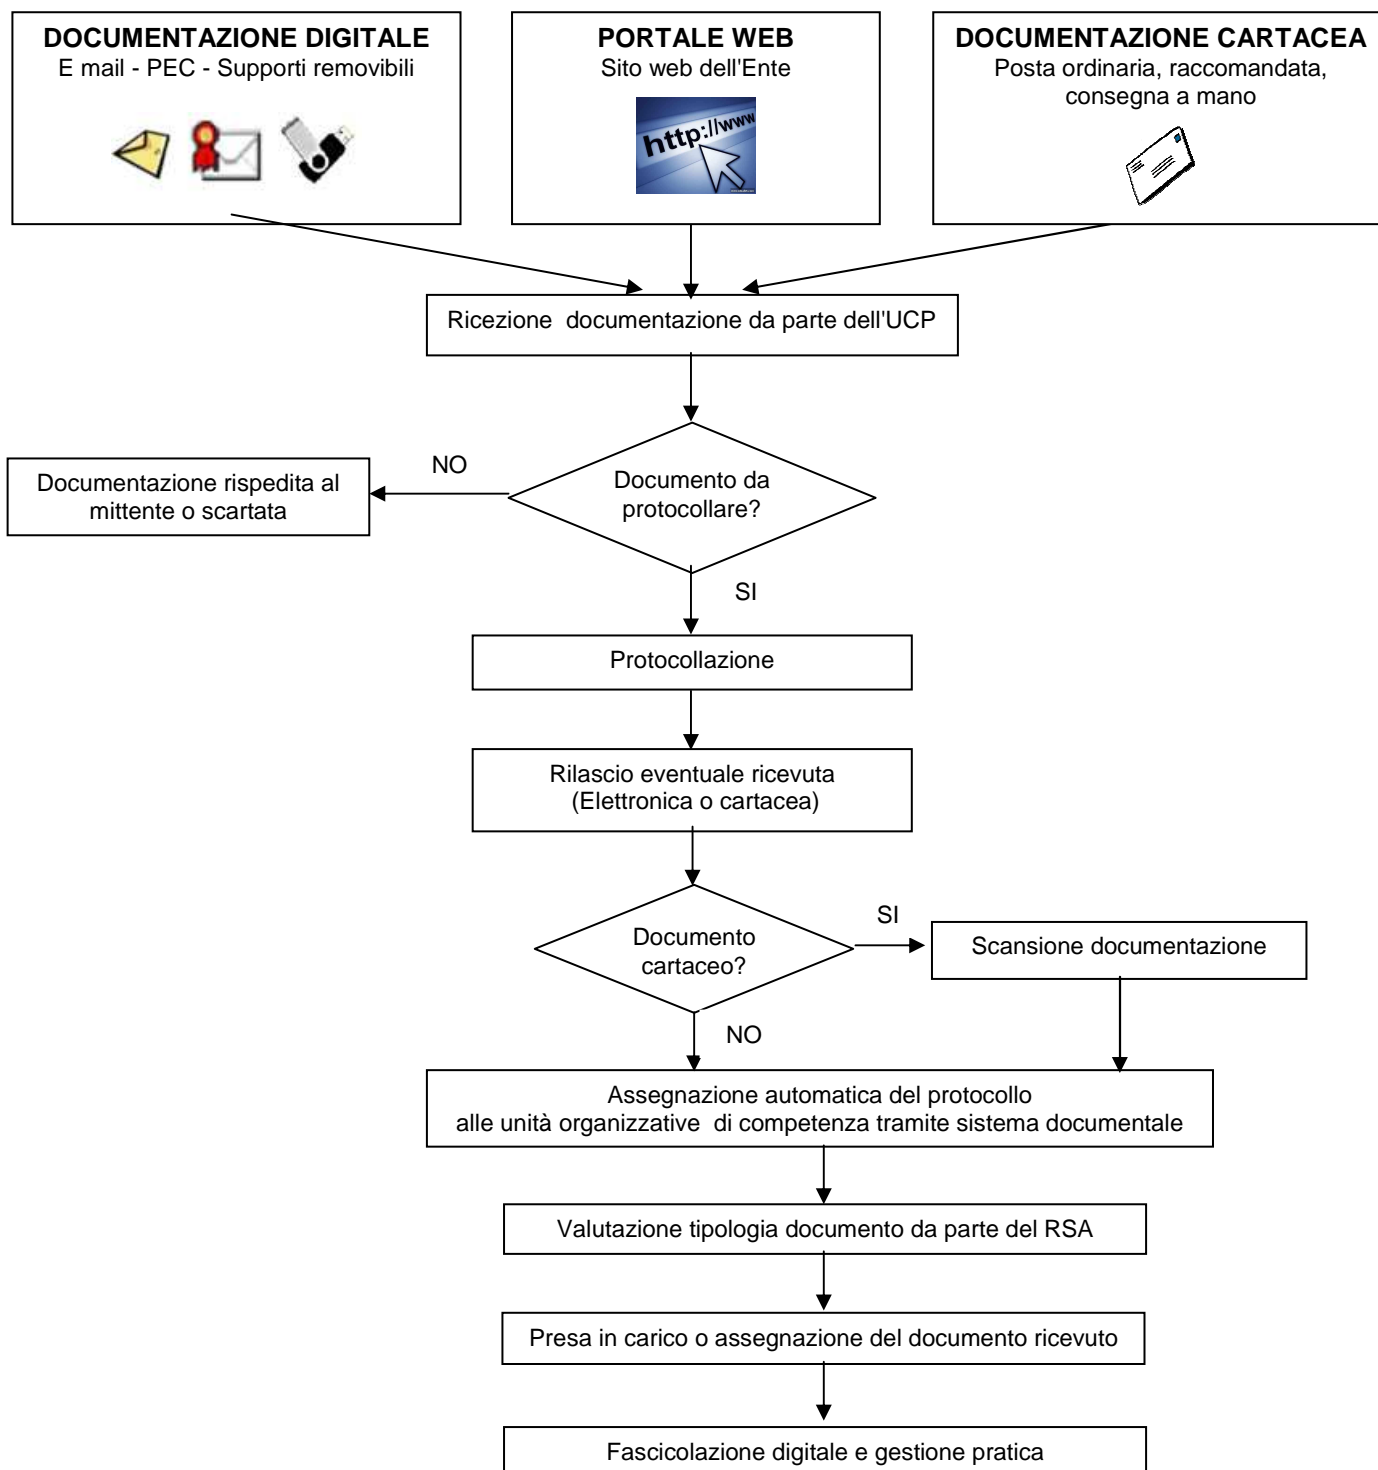 DOCUMENTAZIONE DIGITALE
E mail - PEC - Supporti removibili
PORTALE WEB
Sito web dell'Ente
http://www
DOCUMENTAZIONE CARTACEA
Posta ordinaria, raccomandata,
consegna a mano
Ricezione documentazione da parte dell'UCP
Documento da
protocollare?
NO
Documentazione rispedita al
mittente o scartata
SI
Protocollazione
Rilascio eventuale ricevuta
(Elettronica o cartacea)
Documento
cartaceo?
SI
Scansione documentazione
NO
Assegnazione automatica del protocollo
alle unità organizzative di competenza tramite sistema documentale
Valutazione tipologia documento da parte del RSA
Presa in carico o assegnazione del documento ricevuto
Fascicolazione digitale e gestione pratica